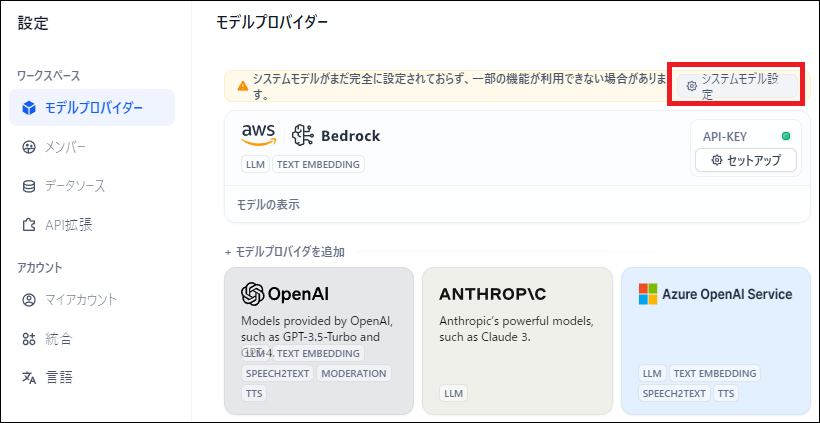 設定
ワークスペース
モデルプロバイダー
メンバー
データソース
API拡張
アカウント
マイアカウント
統合
言語
モデルプロバイダー
システムモデルがまだ完全に設定されておらず、一部の機能が利用できない場合がありま
す。
システムモデル設
定
aws Bedrock
LLM TEXT EMBEDDING
API-KEY
セットアップ
モデルの表示
+ モデルプロバイダを追加
OpenAI
Models provided by OpenAI,
such as GPT-3.5-Turbo and
GPT-4.
LLM TEXT EMBEDDING
SPEECH2TEXT MODERATION
TTS
ANTHROP\C
Anthropic's powerful models,
such as Claude 3.
LLM
Azure OpenAI Service
LLM TEXT EMBEDDING
SPEECH2TEXT TTS